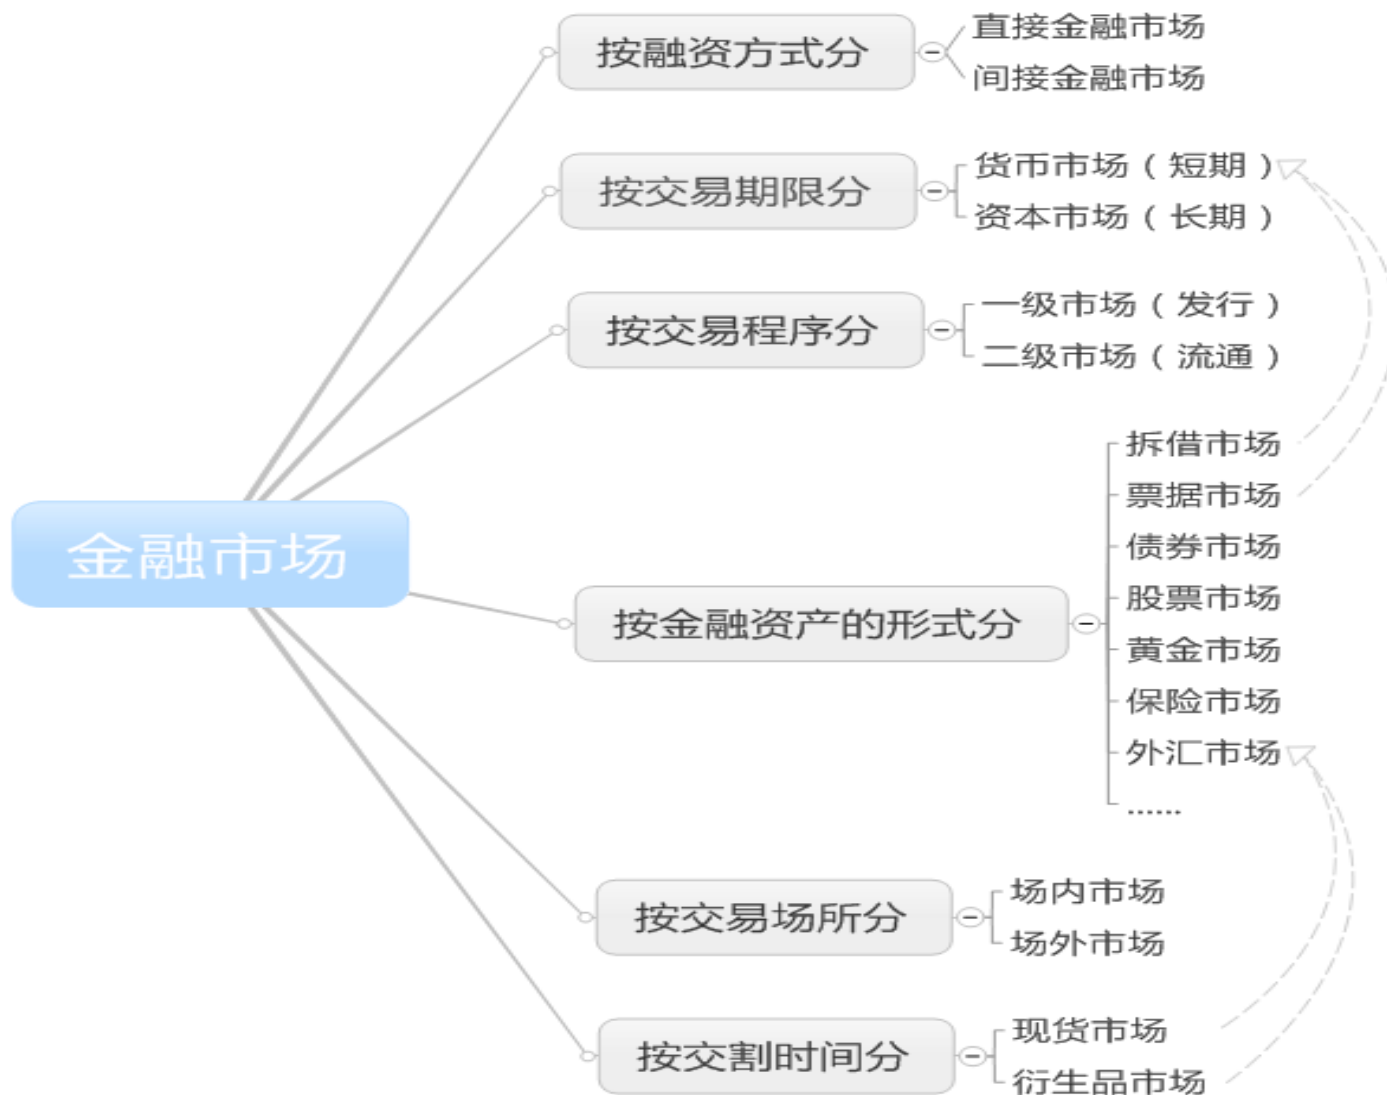 按融资方式分
直接金融市场
间接金融市场
按交易期限分
货币市场（短期）
资本市场（长期）
按交易程序分
一级市场（发行）
二级市场（流通）
金融市场
按金融资产的形式分
拆借市场
票据市场
债券市场
股票市场
黄金市场
保险市场
外汇市场
......
按交易场所分
场内市场
场外市场
按交割时间分
现货市场
衍生品市场